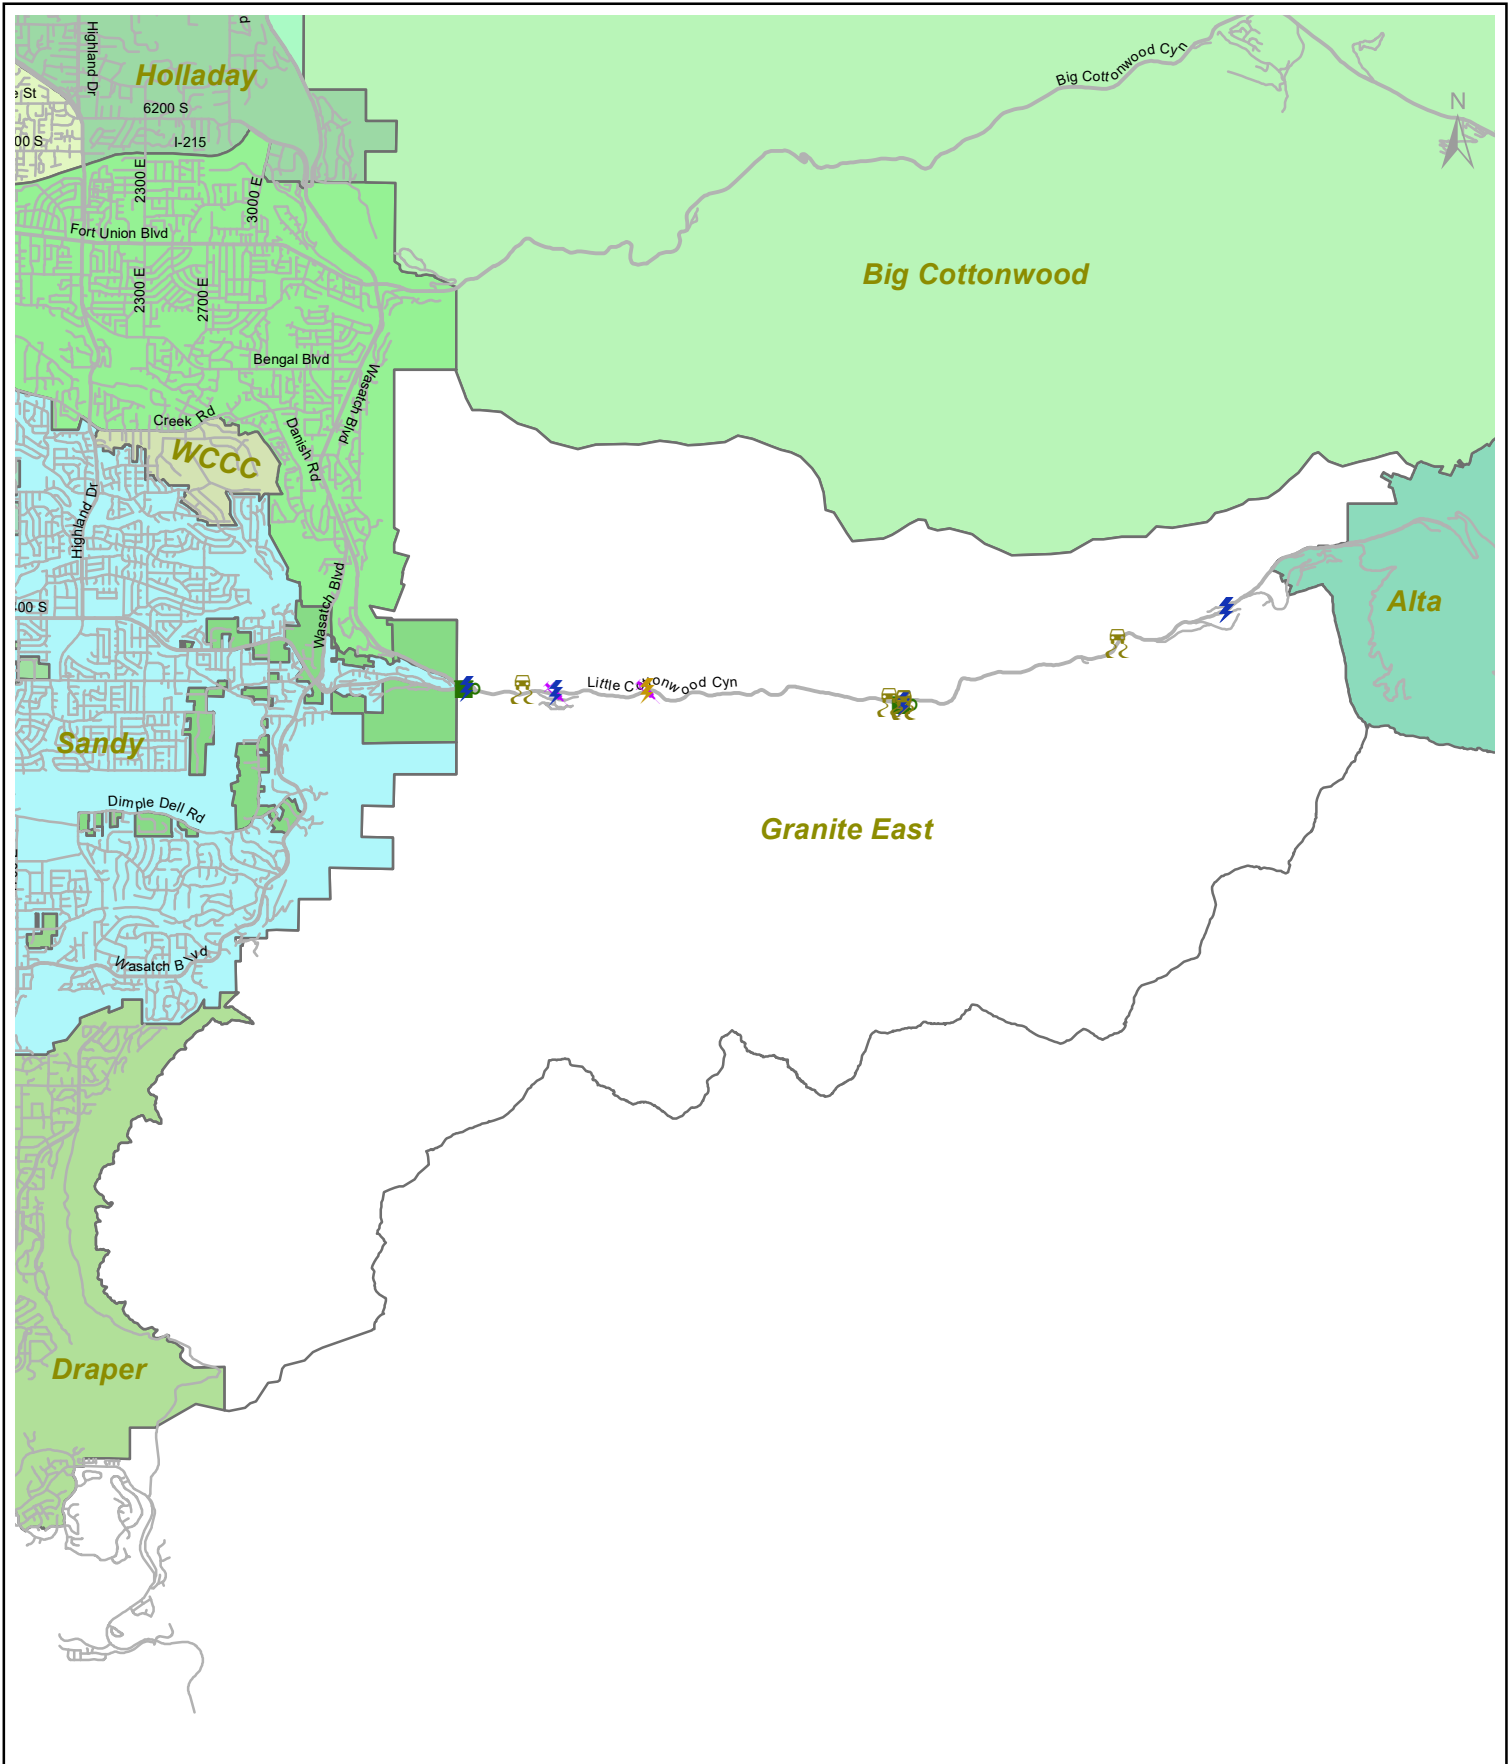 Highland Dr
Holladay
6200 S
I-215
2300 E
3000 E
Fort Union Blvd
2300 E
2700 E
Bengal Blvd
Wasatch Blvd
Creek Rd
WCCC
Danish Rd
Highland Dr
Wasatch Blvd
Big Cottonwood Cyn
N
Big Cottonwood
Alta
Little Cottonwood Cyn
Sandy
Dimple Dell Rd
Granite East
Wasatch Blvd
Draper